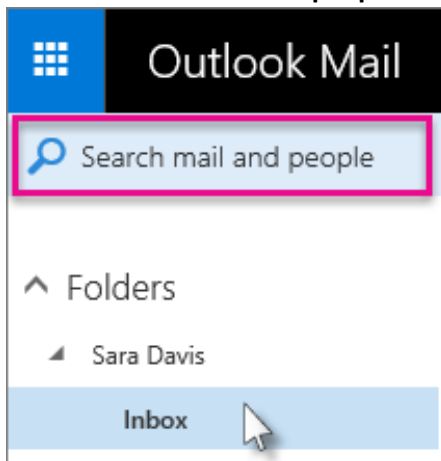 Outlook Mail
Search mail and people
Folders
Sara Davis
Inbox